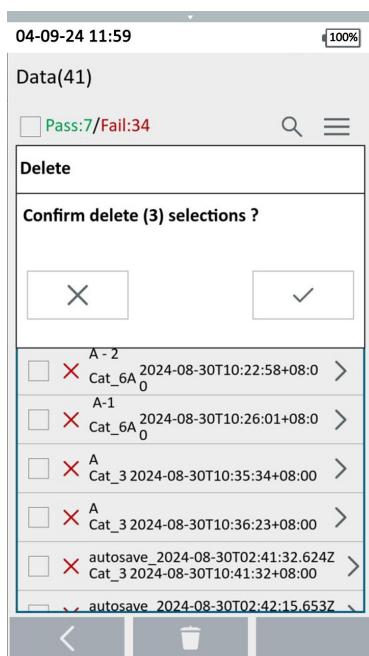 04-09-24 11:59
100%
Data(41)
Pass:7/Fail:34
Delete
Confirm delete (3) selections ?
A - 2
Cat_6A 2024-08-30T10:22:58+08:0
0
A-1
Cat_6A 2024-08-30T10:26:01+08:0
0
A
Cat_3 2024-08-30T10:35:34+08:00
A
Cat_3 2024-08-30T10:36:23+08:00
autosave_2024-08-30T02:41:32.624Z
Cat_3 2024-08-30T10:41:32+08:00
autosave_2024-08-30T02:42:15.653Z